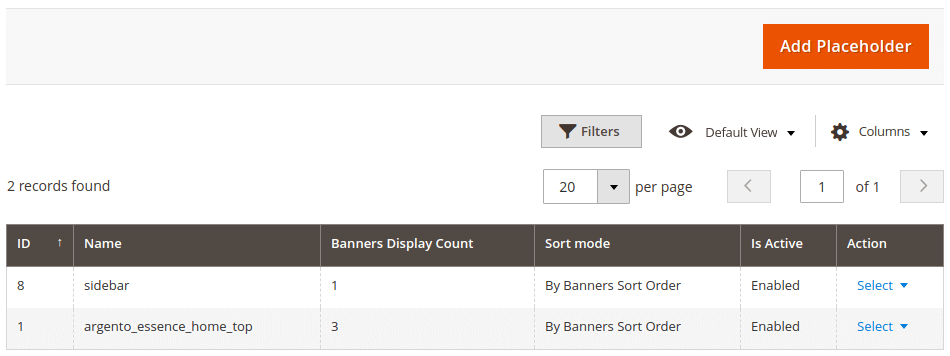 Add Placeholder
Filters Default View Columns
2 records found 20 per page 1 of 1
ID ↑ Name Banners Display Count Sort mode Is Active Action
8 sidebar 1 By Banners Sort Order Enabled Select
1 argento_essence_home_top 3 By Banners Sort Order Enabled Select